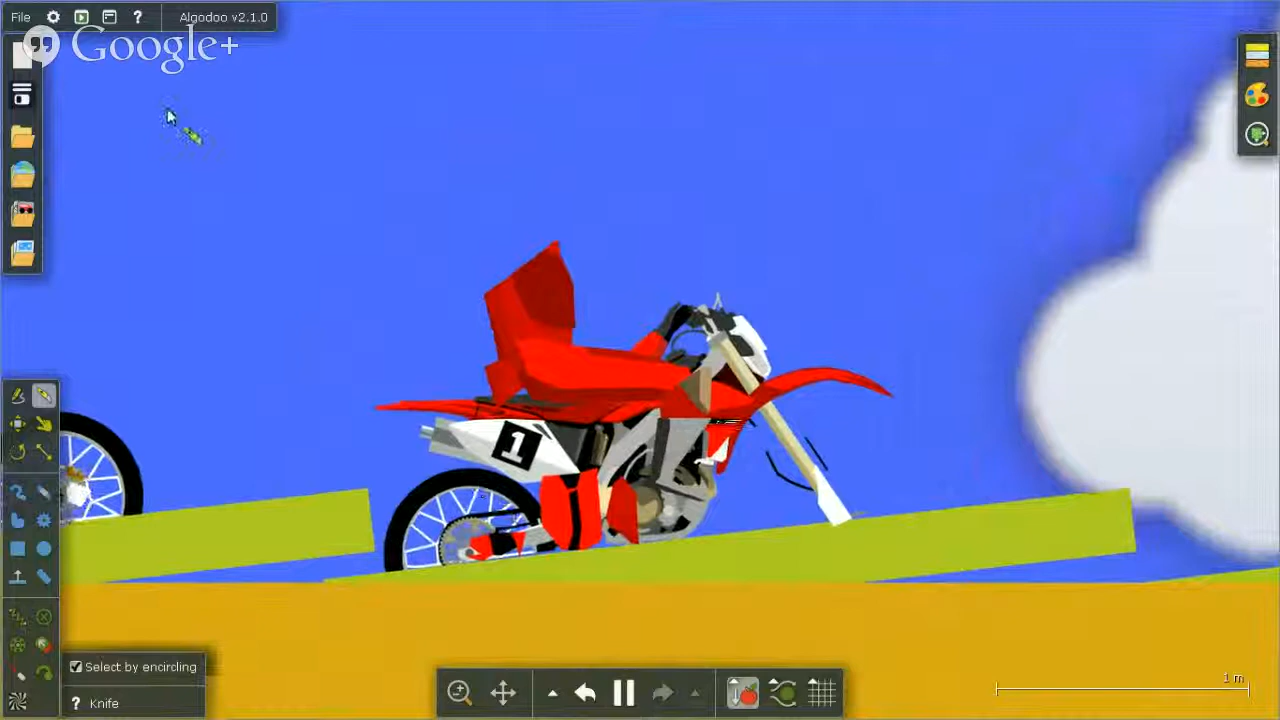 File ? Algodoo v2.1.0
Google+
1
Select by encircling
? Knife
1 m